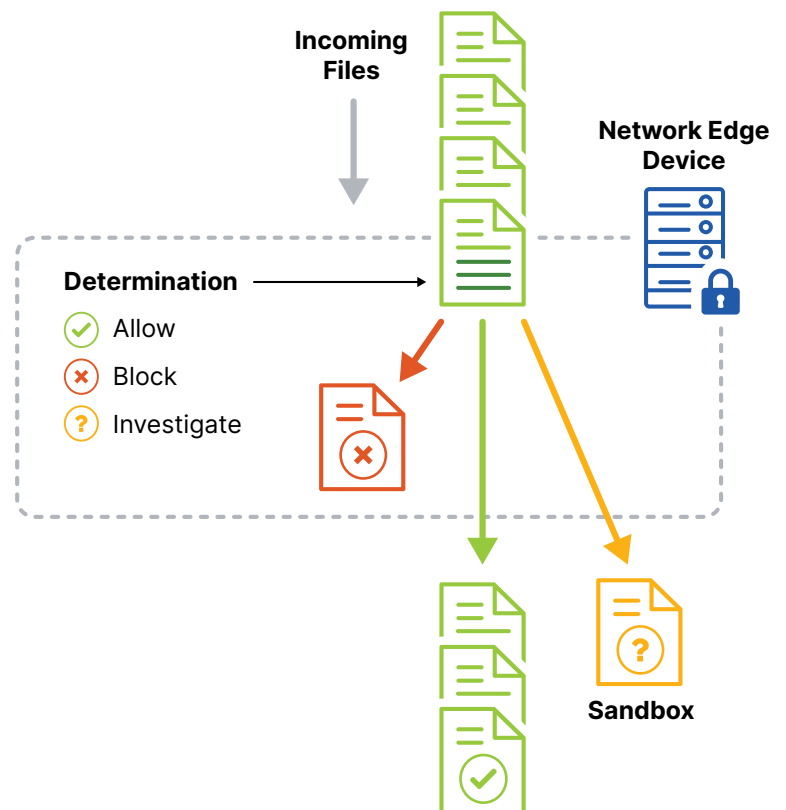 Incoming
Files
Network Edge
Device
Determination
Allow
Block
Investigate
Sandbox